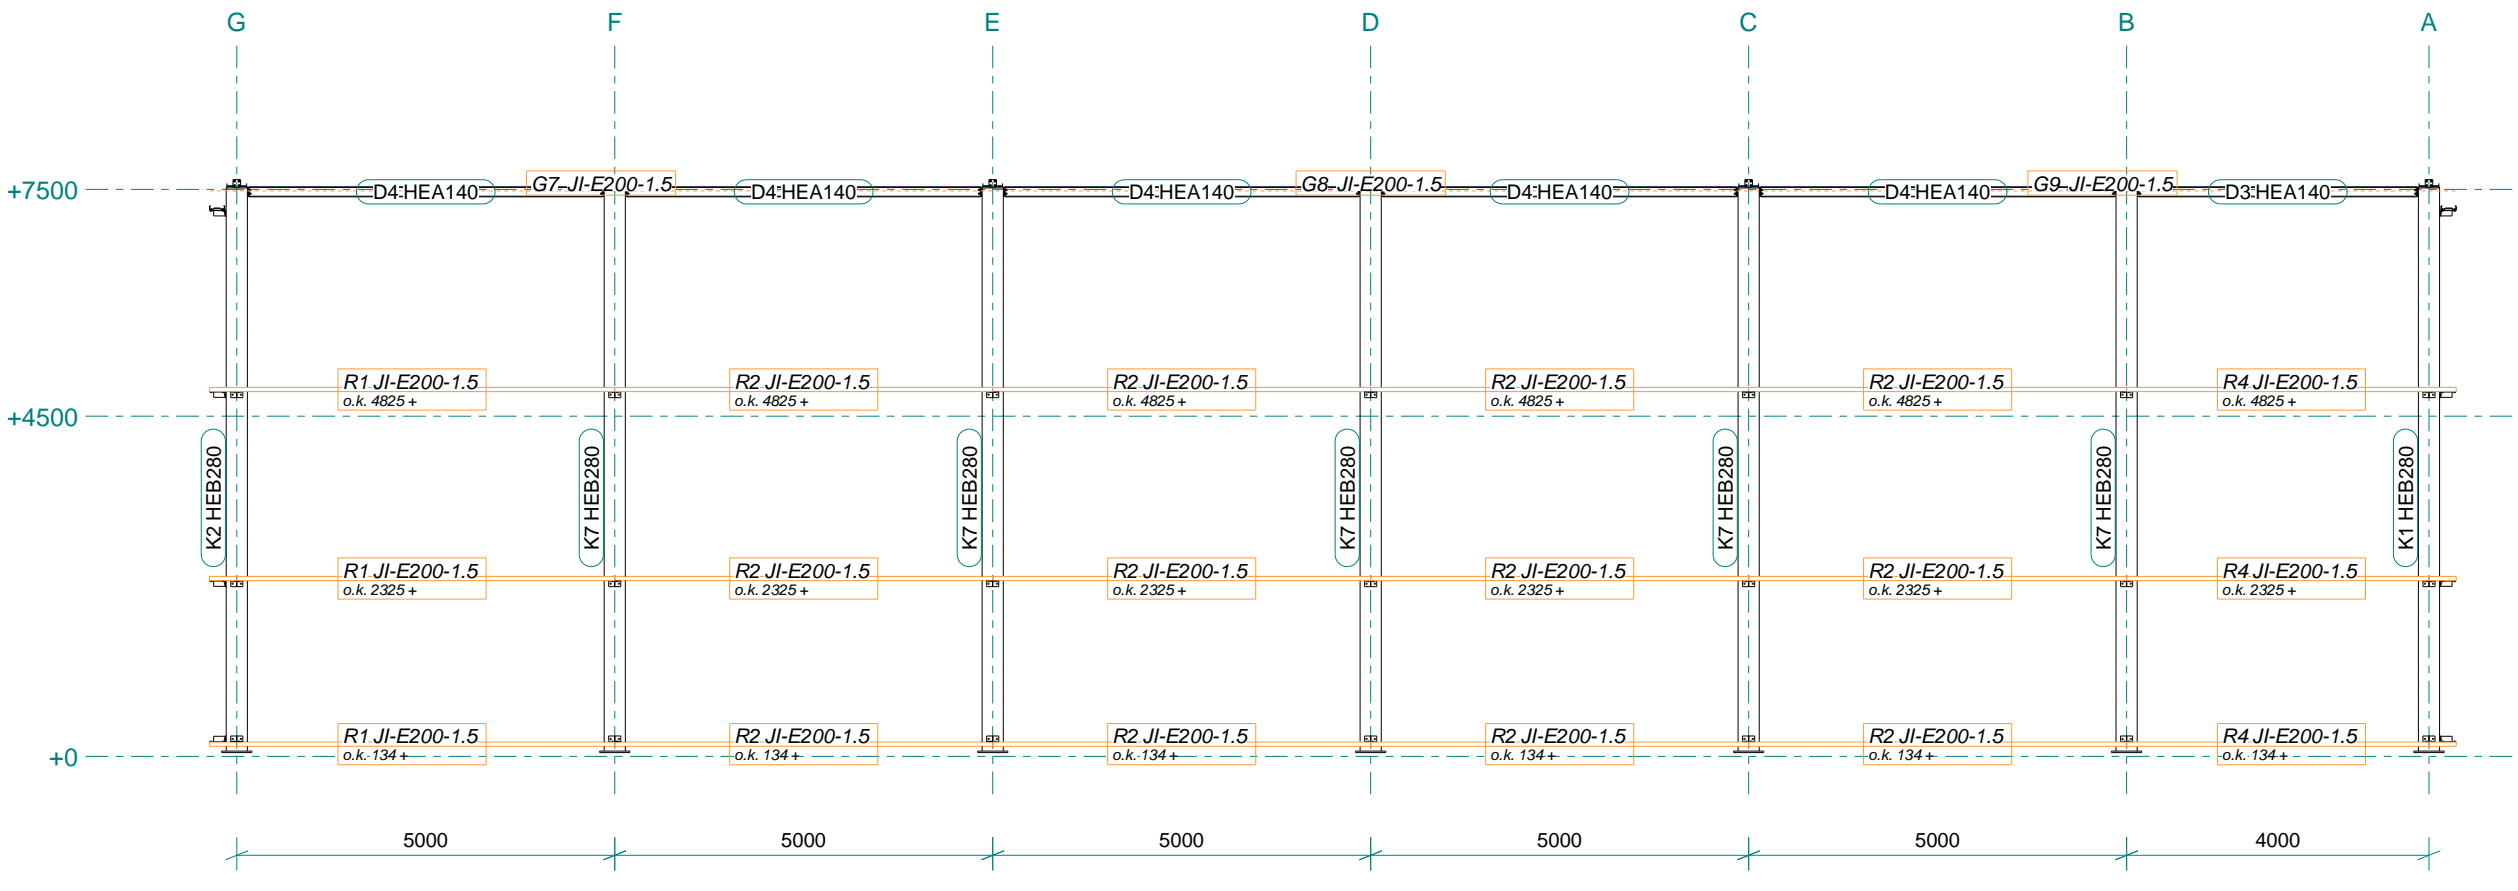 G F E D C B A
+7500
G7 JI-E200-1.5 G8 JI-E200-1.5 G9 JI-E200-1.5
D4 HEA140 D4 HEA140 D4 HEA140 D4 HEA140 D4 HEA140 D3 HEA140
R1 JI-E200-1.5 R2 JI-E200-1.5 R2 JI-E200-1.5 R2 JI-E200-1.5 R2 JI-E200-1.5 R4 JI-E200-1.5
o.k. 4825 + o.k. 4825 + o.k. 4825 + o.k. 4825 + o.k. 4825 + o.k. 4825 +
+4500
K2 HEB280 K7 HEB280 K7 HEB280 K7 HEB280 K7 HEB280 K7 HEB280 K1 HEB280
R1 JI-E200-1.5 R2 JI-E200-1.5 R2 JI-E200-1.5 R2 JI-E200-1.5 R2 JI-E200-1.5 R4 JI-E200-1.5
o.k. 2325 + o.k. 2325 + o.k. 2325 + o.k. 2325 + o.k. 2325 + o.k. 2325 +
R1 JI-E200-1.5 R2 JI-E200-1.5 R2 JI-E200-1.5 R2 JI-E200-1.5 R2 JI-E200-1.5 R4 JI-E200-1.5
o.k. 134 + o.k. 134 + o.k. 134 + o.k. 134 + o.k. 134 + o.k. 134 +
+0
5000 5000 5000 5000 5000 4000